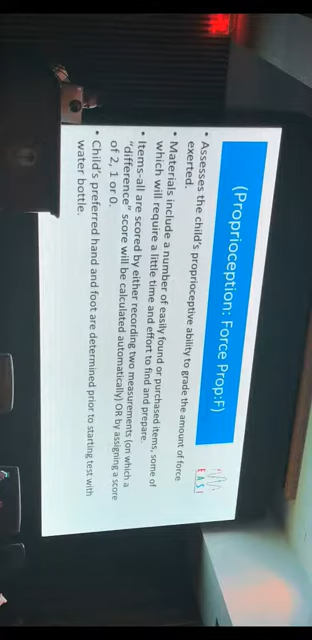 (Proprioception: Force Prop:F)
EASI
• Assesses the child's proprioceptive ability to grade the amount of force
exerted.
• Materials include a number of easily found or purchased items, some of
which will require a little time and effort to find and prepare.
• Items-all are scored by either recording two measurements (on which a
"difference" score will be calculated automatically) OR by assigning a score
of 2, 1 or 0.
• Child's preferred hand and foot are determined prior to starting test with
water bottle.